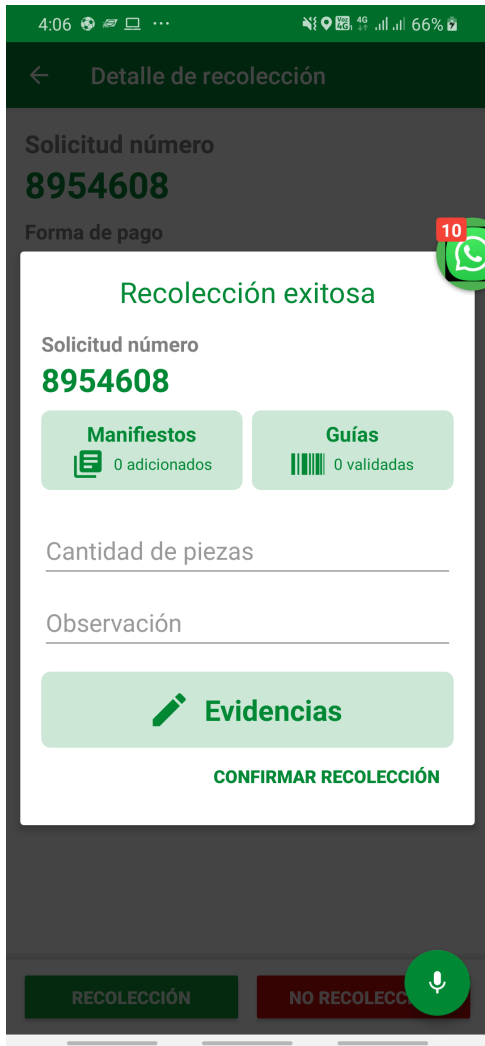 4:06
4G
66%
Detalle de recolección
Solicitud número
8954608
Forma de pago
10
Recolección exitosa
Solicitud número
8954608
Manifiestos
0 adicionados
Guías
0 validadas
Cantidad de piezas
Observación
Evidencias
CONFIRMAR RECOLECCIÓN
RECOLECCIÓN
NO RECOLECC